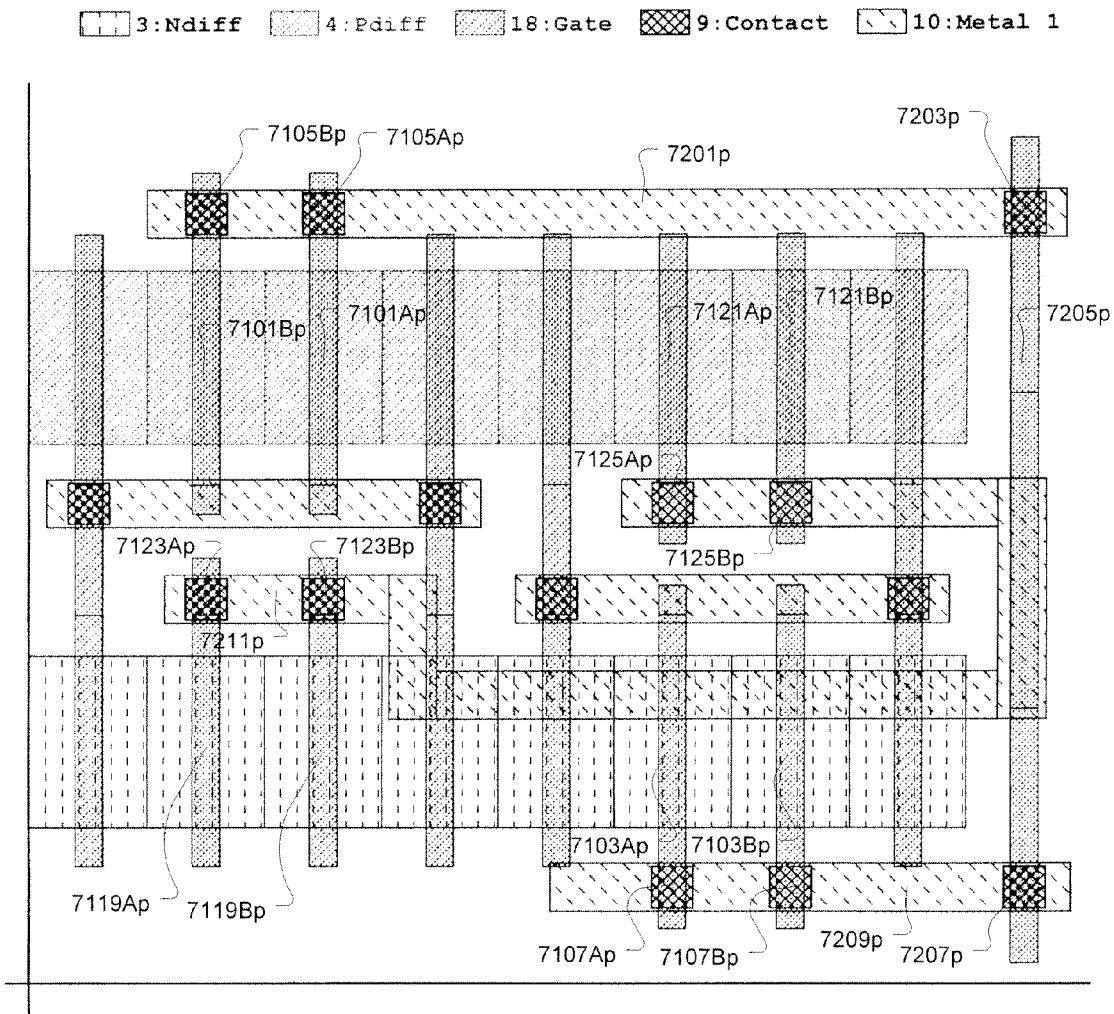 3:Ndiff 4:Pdiff 18:Gate 9:Contact 10:Metal 1
7105Bp 7105Ap 7201p 7203p
7101Bp 7101Ap 7121Ap 7121Bp 7205p
7125Ap
7123Ap 7123Bp 7125Bp
7211p
7103Ap 7103Bp
7119Ap 7119Bp
7107Ap 7107Bp 7209p 7207p